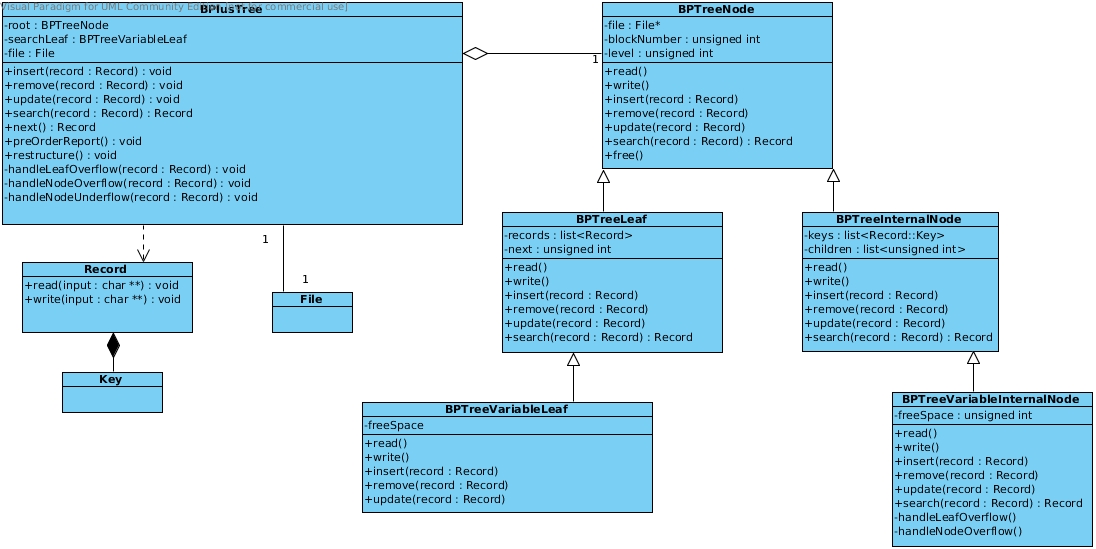 Visual Paradigm for UML Community Edition [not for commercial use]
BPlusTree
-root : BPTreeNode
-searchLeaf : BPTreeVariableLeaf
-file : File
+insert(record : Record) : void
+remove(record : Record) : void
+update(record : Record) : void
+search(record : Record) : Record
+next() : Record
+preOrderReport() : void
+restructure() : void
-handleLeafOverflow(record : Record) : void
-handleNodeOverflow(record : Record) : void
-handleNodeUnderflow(record : Record) : void
1
BPTreeNode
-file : File*
-blockNumber : unsigned int
-level : unsigned int
+read()
+write()
+insert(record : Record)
+remove(record : Record)
+update(record : Record)
+search(record : Record) : Record
+free()
1
1
Record
+read(input : char **) : void
+write(input : char **) : void
File
Key
BPTreeLeaf
-records : list<Record>
-next : unsigned int
+read()
+write()
+insert(record : Record)
+remove(record : Record)
+update(record : Record)
+search(record : Record) : Record
BPTreeInternalNode
-keys : list<Record::Key>
-children : list<unsigned int>
+read()
+write()
+insert(record : Record)
+remove(record : Record)
+update(record : Record)
+search(record : Record) : Record
BPTreeVariableLeaf
-freeSpace
+read()
+write()
+insert(record : Record)
+remove(record : Record)
+update(record : Record)
BPTreeVariableInternalNode
-freeSpace : unsigned int
+read()
+write()
+insert(record : Record)
+remove(record : Record)
+update(record : Record)
+search(record : Record) : Record
-handleLeafOverflow()
-handleNodeOverflow()